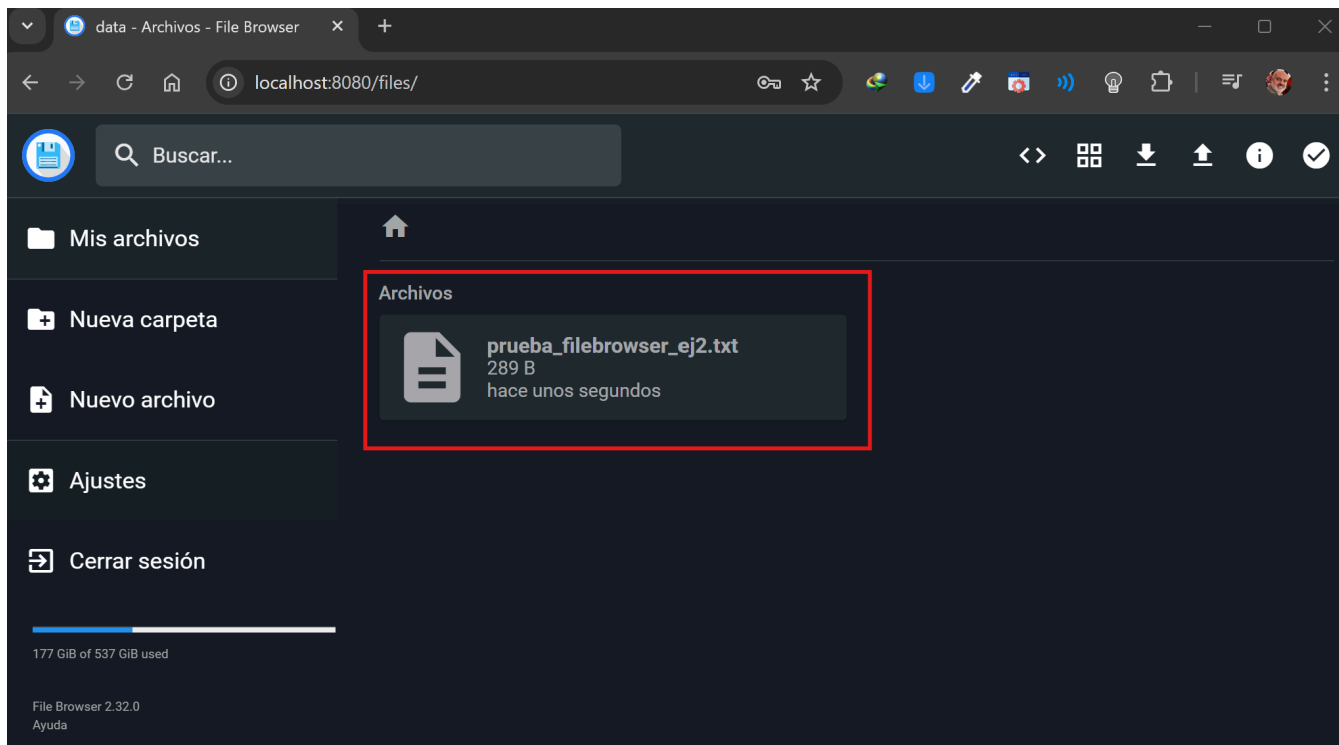 data - Archivos - File Browser
localhost:8080/files/
Buscar...
Mis archivos
Nueva carpeta
Nuevo archivo
Ajustes
Cerrar sesión
177 GiB of 537 GiB used
File Browser 2.32.0
Ayuda
Archivos
prueba_filebrowser_ej2.txt
289 B
hace unos segundos